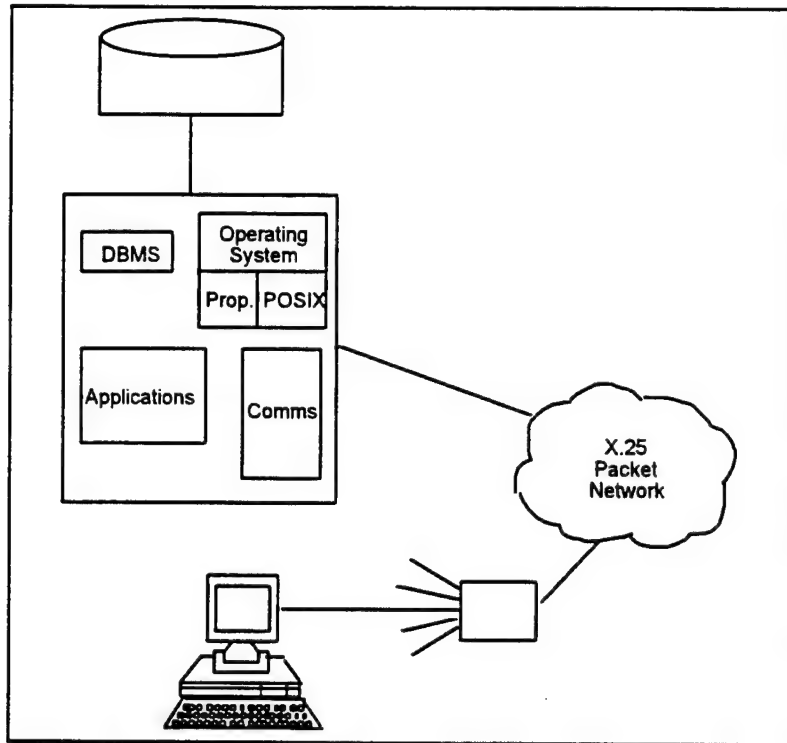 DBMS
Operating
System
Prop.
POSIX
Applications
Comms
X.25
Packet
Network